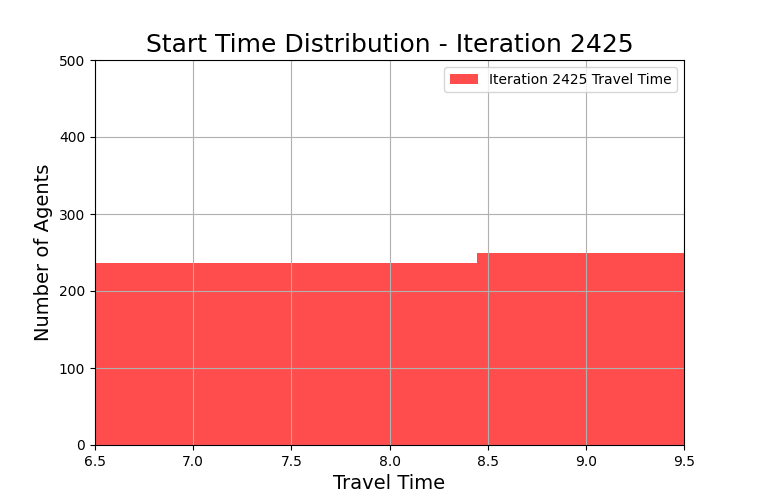 Start Time Distribution - Iteration 2425
500
400
300
200
100
0
Number of Agents
Iteration 2425 Travel Time
6.5 7.0 7.5 8.0 8.5 9.0 9.5
Travel Time